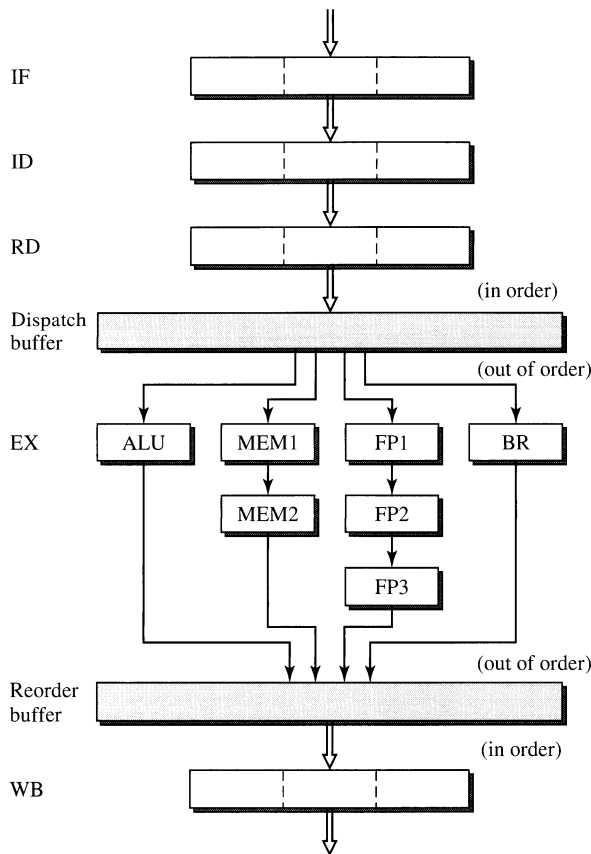 IF
ID
RD
(in order)
Dispatch
buffer
(out of order)
EX
ALU
MEM1
FP1
BR
MEM2
FP2
FP3
(out of order)
Reorder
buffer
(in order)
WB